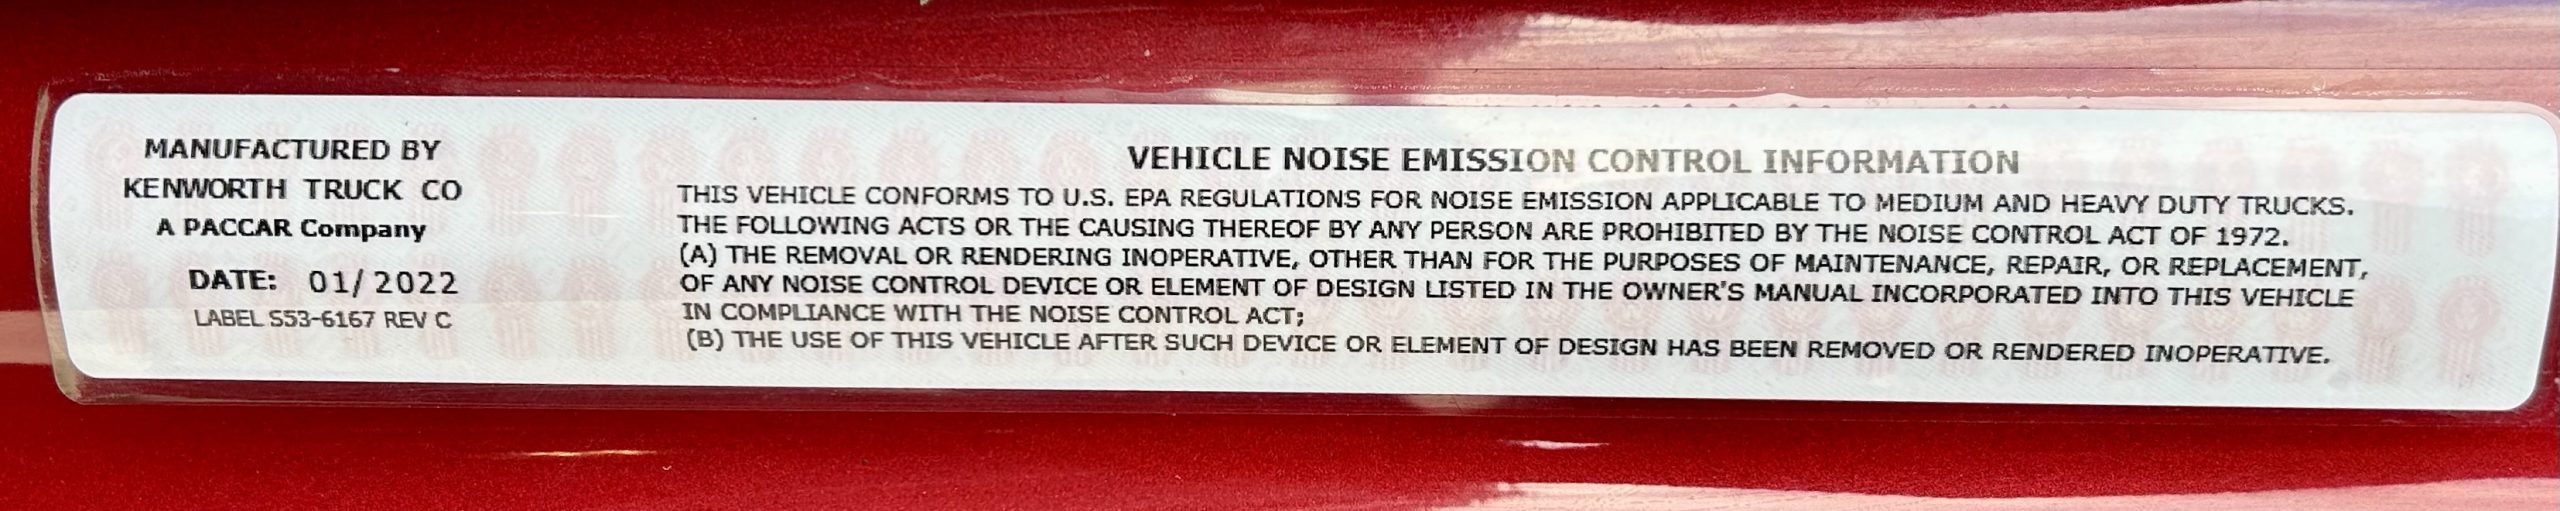 MANUFACTURED BY
KENWORTH TRUCK CO
A PACCAR Company
DATE: 01/2022
LABEL S53-6167 REV C
VEHICLE NOISE EMISSION CONTROL INFORMATION
THIS VEHICLE CONFORMS TO U.S. EPA REGULATIONS FOR NOISE EMISSION APPLICABLE TO MEDIUM AND HEAVY DUTY TRUCKS.
THE FOLLOWING ACTS OR THE CAUSING THEREOF BY ANY PERSON ARE PROHIBITED BY THE NOISE CONTROL ACT OF 1972.
(A) THE REMOVAL OR RENDERING INOPERATIVE, OTHER THAN FOR THE PURPOSES OF MAINTENANCE, REPAIR, OR REPLACEMENT,
OF ANY NOISE CONTROL DEVICE OR ELEMENT OF DESIGN LISTED IN THE OWNER'S MANUAL INCORPORATED INTO THIS VEHICLE
IN COMPLIANCE WITH THE NOISE CONTROL ACT;
(B) THE USE OF THIS VEHICLE AFTER SUCH DEVICE OR ELEMENT OF DESIGN HAS BEEN REMOVED OR RENDERED INOPERATIVE.